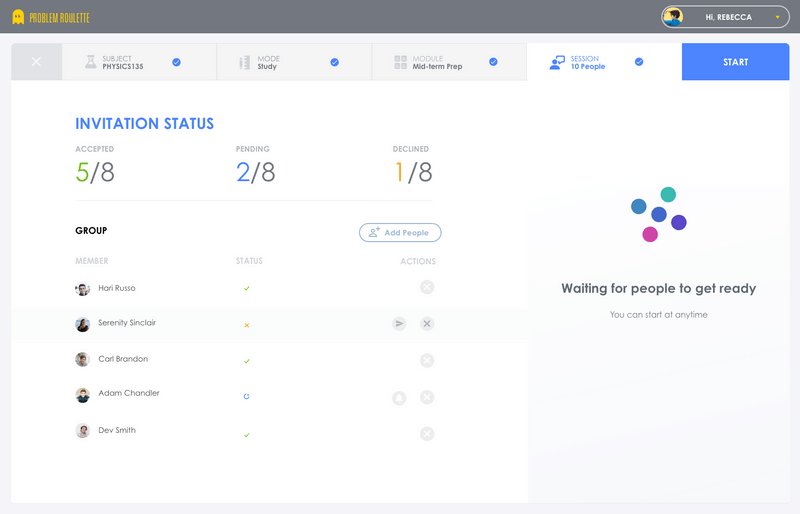 PROBLEM ROULETTE
Hi, REBECCA
SUBJECT
PHYSICS135
MODE
Study
MODULE
Mid-term Prep
SESSION
10 People
START
INVITATION STATUS
ACCEPTED
5/8
PENDING
2/8
DECLINED
1/8
GROUP
Add People
MEMBER STATUS ACTIONS
Hari Russo
Serenity Sinclair
Carl Brandon
Adam Chandler
Dev Smith
Waiting for people to get ready
You can start at anytime